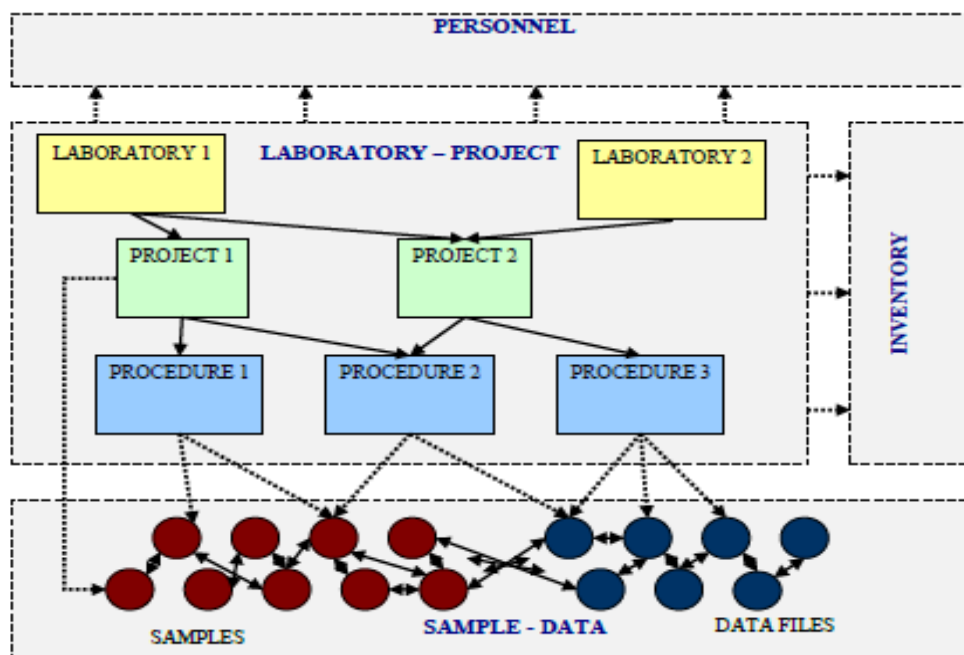 PERSONNEL
LABORATORY 1
LABORATORY – PROJECT
LABORATORY 2
PROJECT 1
PROJECT 2
INVENTORY
PROCEDURE 1
PROCEDURE 2
PROCEDURE 3
SAMPLES
SAMPLE - DATA
DATA FILES